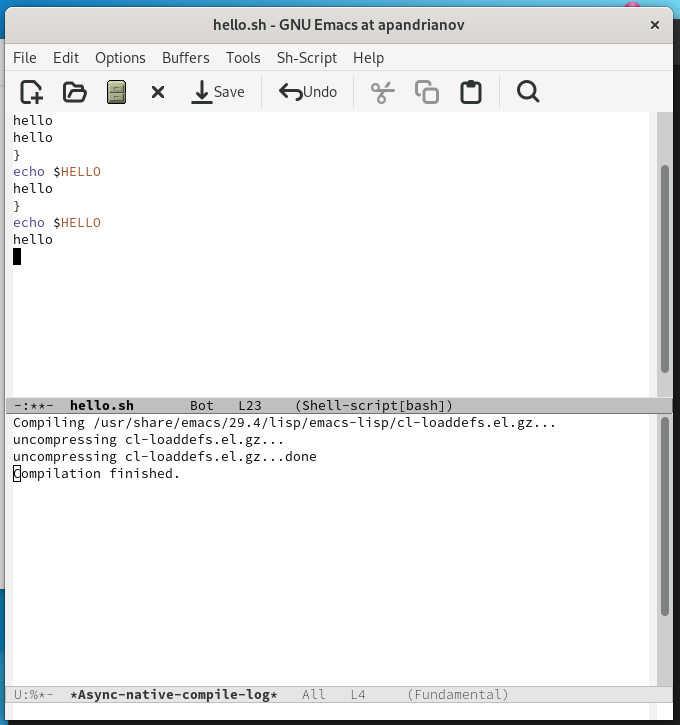 hello.sh - GNU Emacs at apandrianov
File Edit Options Buffers Tools Sh-Script Help
Save Undo
hello
hello
}
echo $HELLO
hello
}
echo $HELLO
hello
-:**- hello.sh Bot L23 (Shell-script[bash])
Compiling /usr/share/emacs/29.4/lisp/emacs-lisp/cl-loaddefs.el.gz...
uncompressing cl-loaddefs.el.gz...
uncompressing cl-loaddefs.el.gz...done
Compilation finished.
U:%*- *Async-native-compile-log* All L4 (Fundamental)